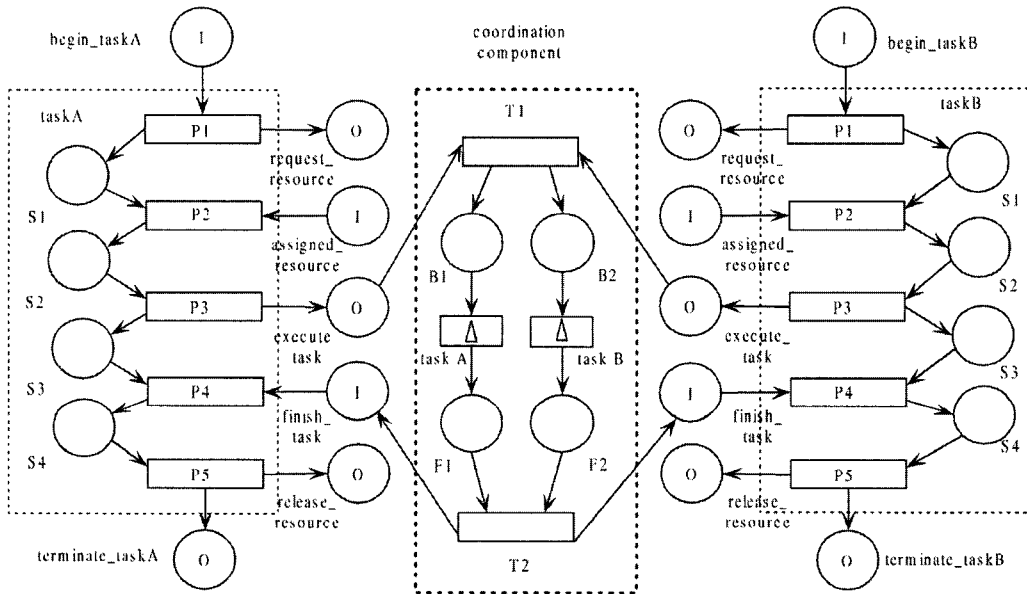 begin_taskA
I
coordination
component
I
begin_taskB
taskA
P1
O
request_
resource
T1
O
request_
resource
P1
taskB
S1
P2
I
assigned_
resource
B1
B2
I
assigned_
resource
P2
S1
S2
P3
O
execute_
task
task A
task B
O
execute_
task
P3
S2
S3
P4
I
finish_
task
F1
F2
I
finish_
task
P4
S3
S4
P5
O
release_
resource
T2
O
release_
resource
P5
S4
terminate_taskA
O
O
terminate_taskB